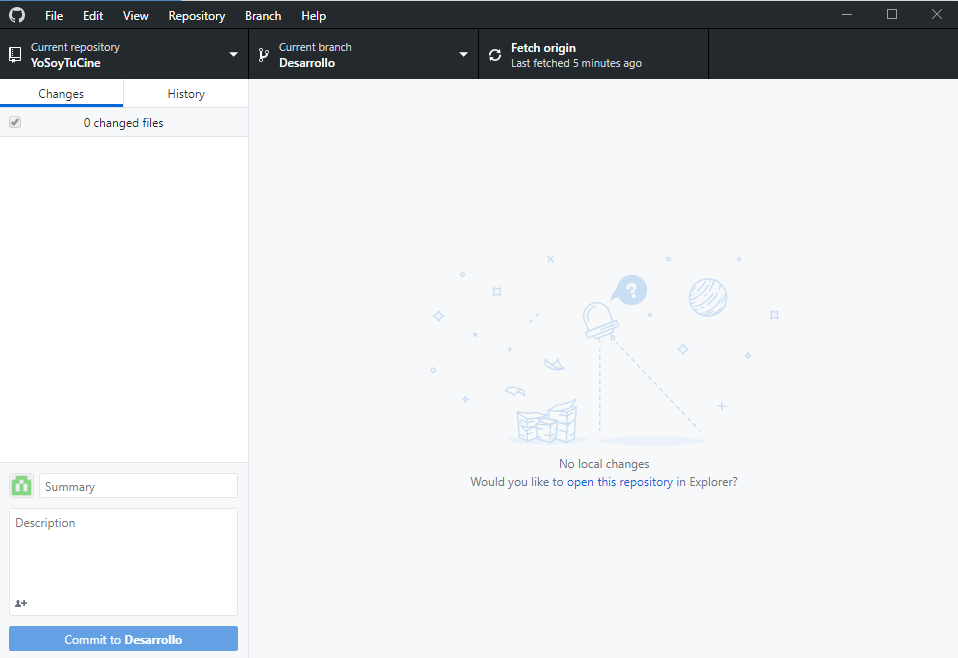 File Edit View Repository Branch Help
Current repository
YoSoyTuCine
Current branch
Desarrollo
Fetch origin
Last fetched 5 minutes ago
Changes
History
0 changed files
?
No local changes
Would you like to open this repository in Explorer?
Summary
Description
Commit to Desarrollo